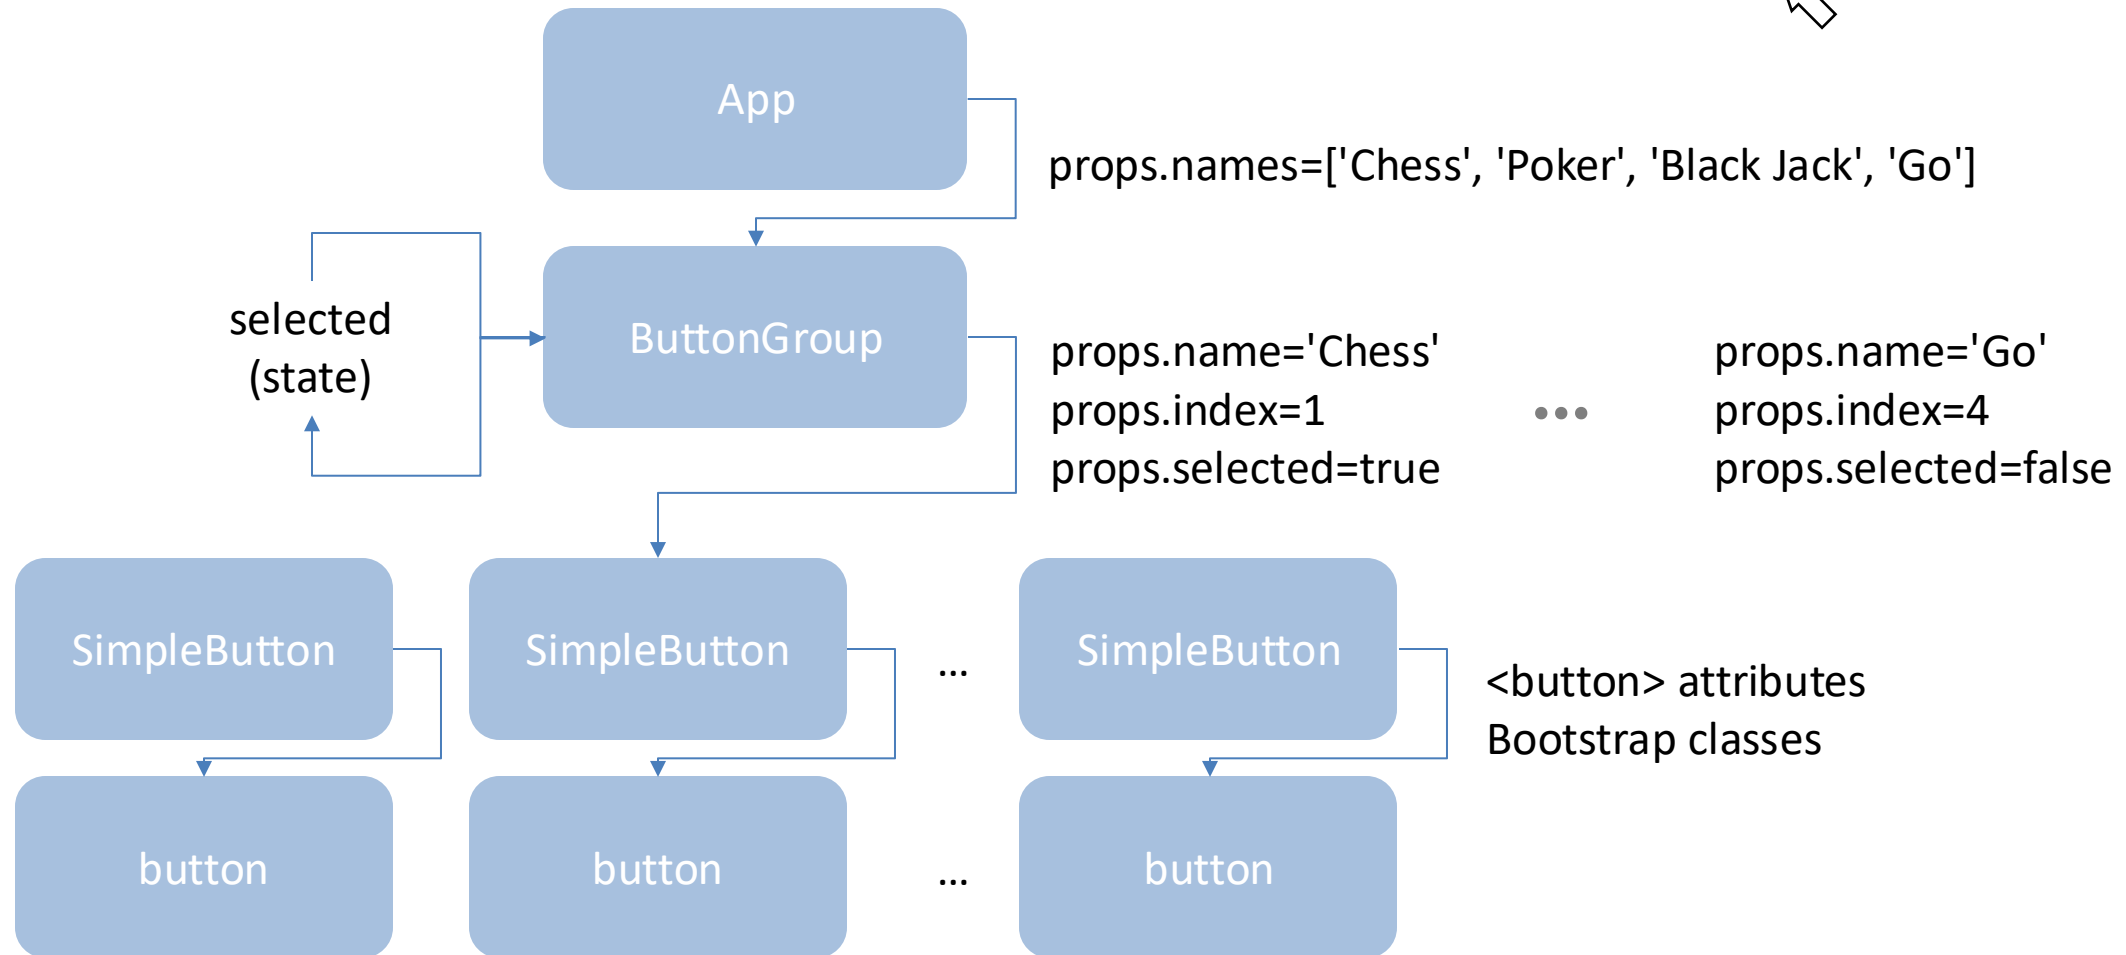 App
props.names=['Chess', 'Poker', 'Black Jack', 'Go']
selected
(state)
ButtonGroup
props.name='Chess'
props.index=1
props.selected=true
•••
props.name='Go'
props.index=4
props.selected=false
SimpleButton
SimpleButton
...
SimpleButton
<button> attributes
Bootstrap classes
button
button
...
button